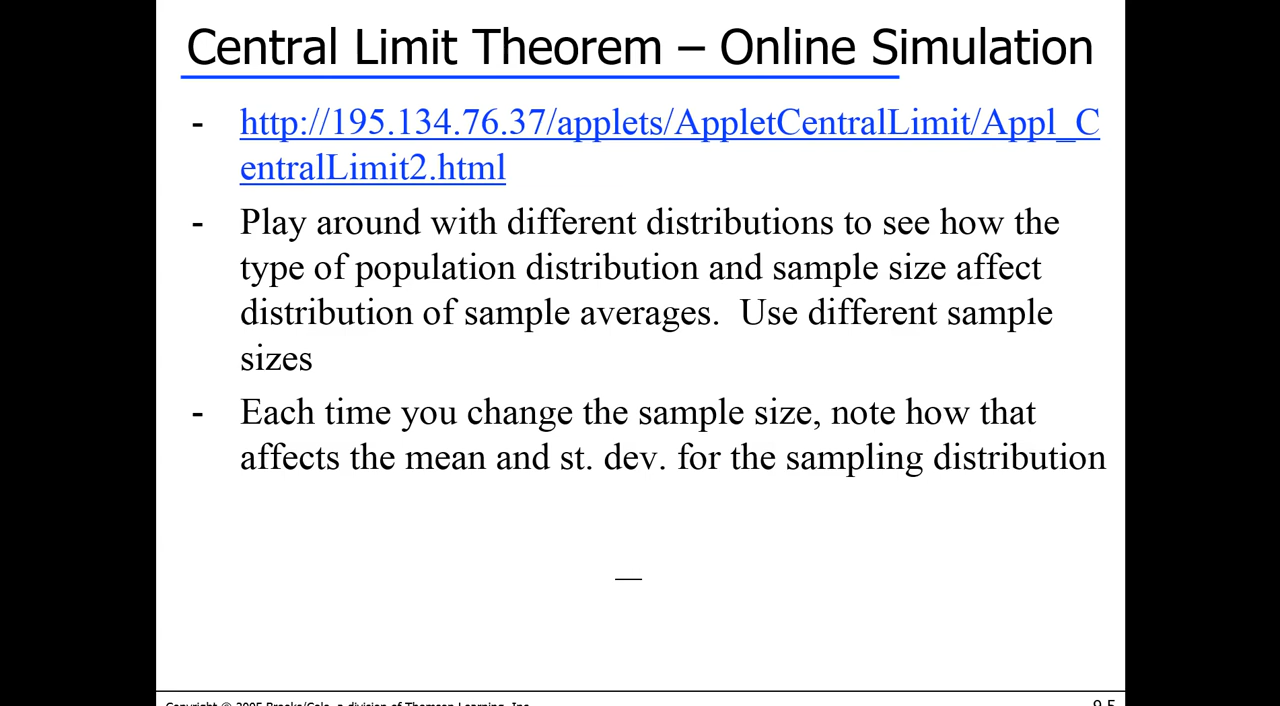 Central Limit Theorem – Online Simulation
- http://195.134.76.37/applets/AppletCentralLimit/Appl_C
entralLimit2.html
- Play around with different distributions to see how the
type of population distribution and sample size affect
distribution of sample averages.  Use different sample
sizes
- Each time you change the sample size, note how that
affects the mean and st. dev. for the sampling distribution
Copyright © 2005 Brooks/Cole, a division of Thomson Learning, Inc.
9.5